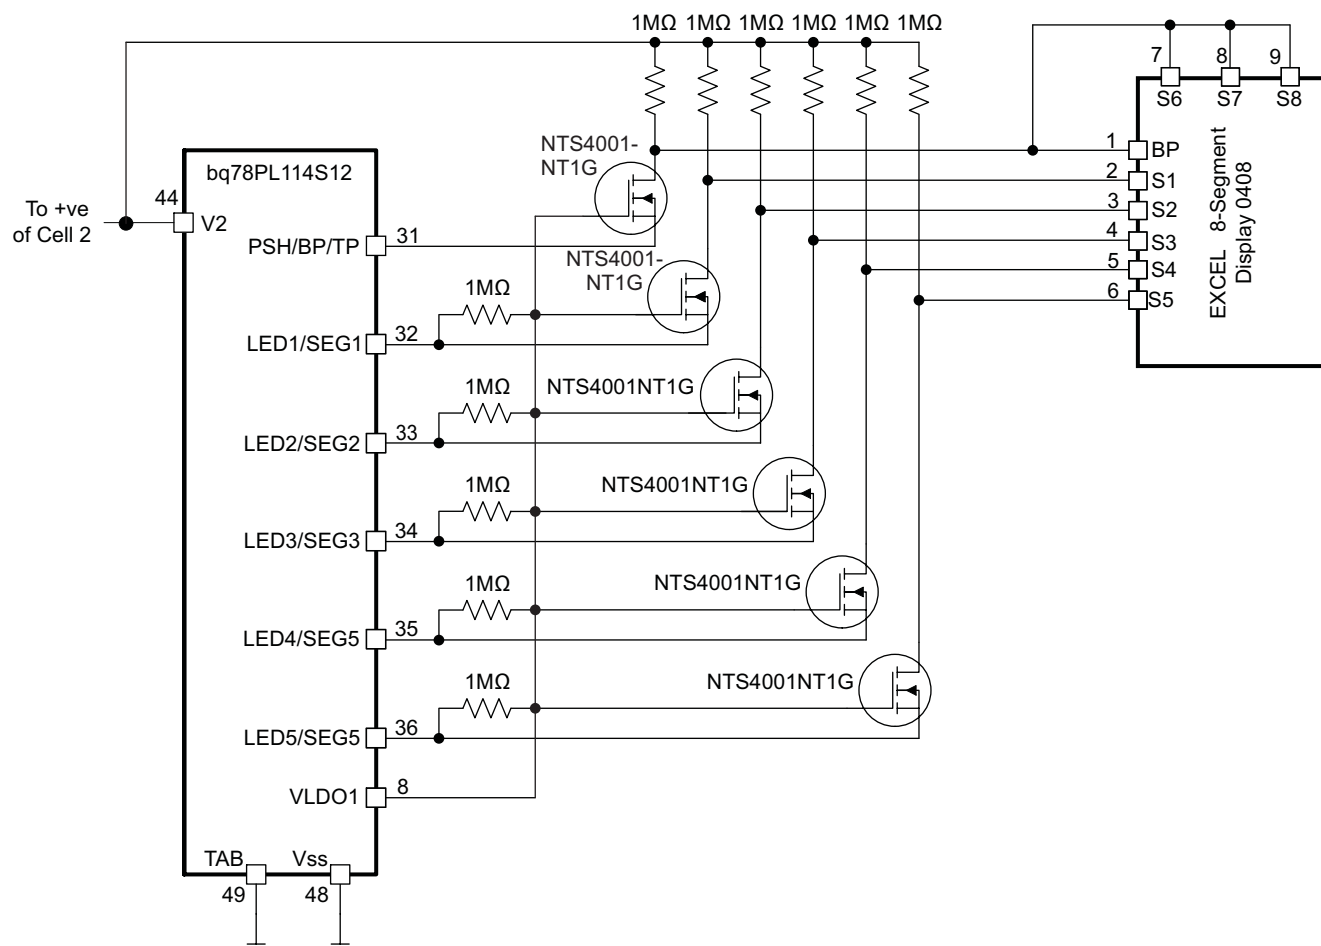 1MΩ 1MΩ 1MΩ 1MΩ 1MΩ 1MΩ
7 8 9
S6 S7 S8
NTS4001-
NT1G
1 BP
2 S1
3 S2
4 S3
5 S4
6 S5
EXCEL 8-Segment
Display 0408
bq78PL114S12
44
V2
To +ve
of Cell 2
PSH/BP/TP 31
NTS4001-
NT1G
1MΩ
LED1/SEG1 32
NTS4001NT1G
1MΩ
LED2/SEG2 33
NTS4001NT1G
1MΩ
LED3/SEG3 34
NTS4001NT1G
1MΩ
LED4/SEG5 35
NTS4001NT1G
1MΩ
LED5/SEG5 36
VLDO1 8
TAB Vss
49 48